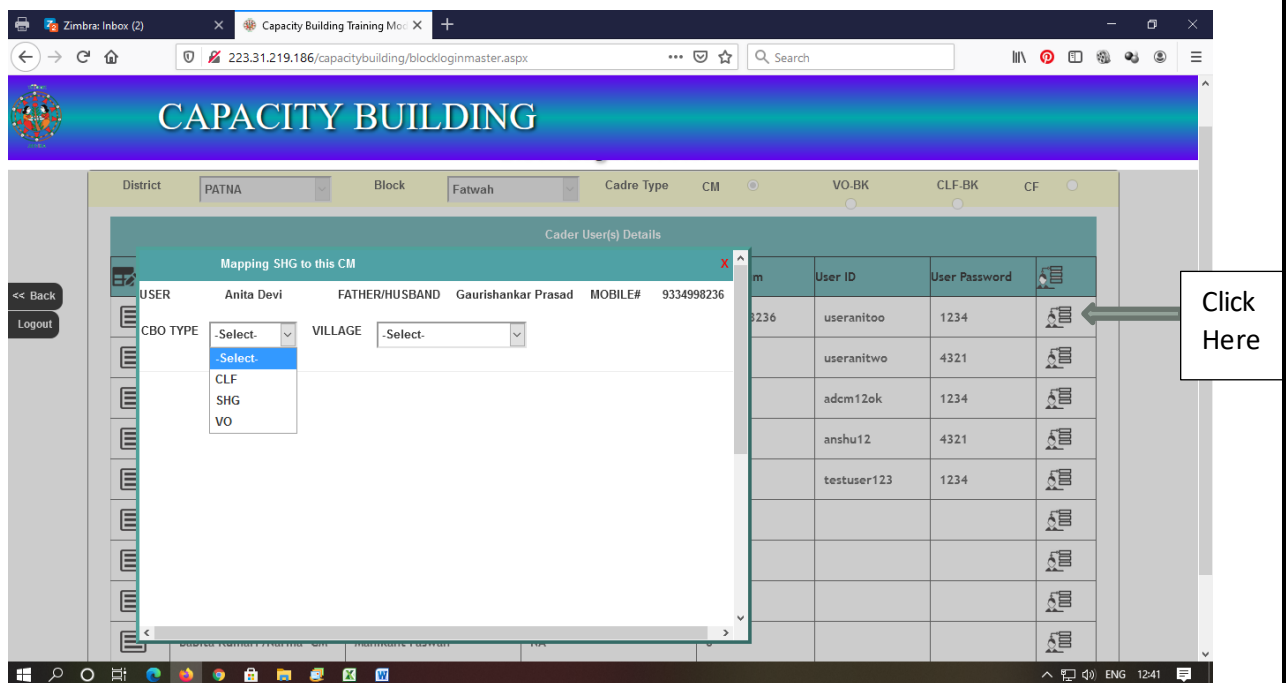 Zimbra: Inbox (2)
Capacity Building Training Mod
223.31.219.186/capacitybuilding/blockloginmaster.aspx
Search
CAPACITY BUILDING
District PATNA Block Fatwah Cadre Type CM VO-BK CLF-BK CF
Cader User(s) Details
Mapping SHG to this CM X
m User ID User Password
<< Back
Logout
USER Anita Devi FATHER/HUSBAND Gaurishankar Prasad MOBILE# 9334998236
CBO TYPE -Select- VILLAGE -Select-
-Select-
CLF
SHG
VO
8236 useranitoo 1234
useranitwo 4321
adcm12ok 1234
anshu12 4321
testuser123 1234
Click
Here
ENG 12:41